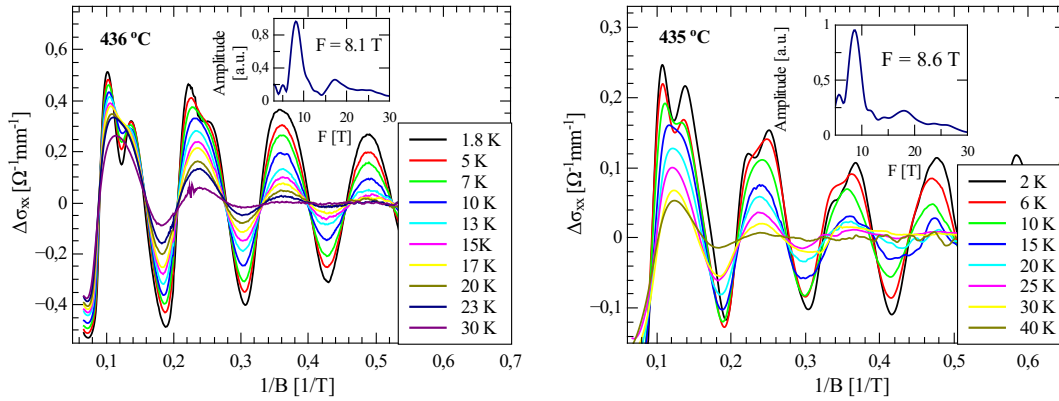 436 °C
F = 8.1 T
Amplitude
[a.u.]
0,8
0,4
0
10
20
30
F [T]
Δσxx [Ω⁻¹mm⁻¹]
0,6
0,4
0,2
0
−0,2
−0,4
0,1
0,2
0,3
0,4
0,5
0,6
0,7
1/B [1/T]
1.8 K
5 K
7 K
10 K
13 K
15K
17 K
20 K
23 K
30 K
435 °C
F = 8.6 T
Amplitude [a.u.]
1
0,5
0
10
20
30
F [T]
Δσxx [Ω⁻¹mm⁻¹]
0,3
0,2
0,1
0
−0,1
0,1
0,2
0,3
0,4
0,5
0,6
1/B [1/T]
2 K
6 K
10 K
15 K
20 K
25 K
30 K
40 K